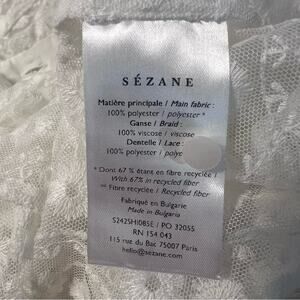 SÉZANE
Matière principale / Main fabric :
100% polyester / polyester *
Ganse / Braid :
100% viscose / viscose
Dentelle / Lace :
100% polyester / polye
* Dont 67 % étant en fibre recyclée /
With 67% in recycled fiber
** Fibre recyclée / Recycled fiber
Fabriqué en Bulgarie
Made in Bulgaria
S242SHI085E / PO 32055
RN 154 043
115 rue du Bac 75007 Paris
hello@sézane.com